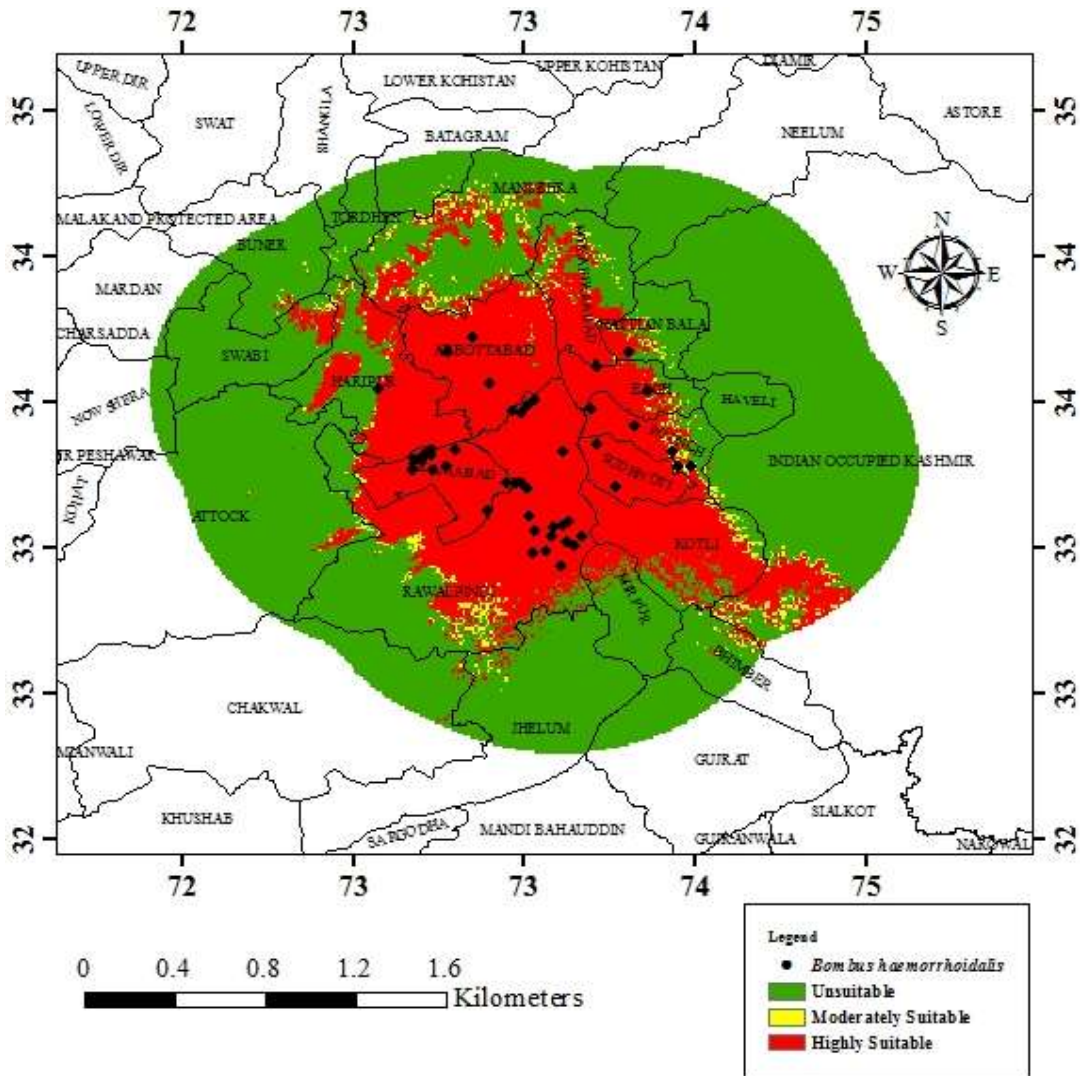 72 73 73 74 75
35 35
34 34
34 34
33 33
33 33
32 32
72 73 73 74 75
UPPER DIR
LOWER DIR
SWAT
SHANGLA
LOWER KOHISTAN
UPPER KOHISTAN
DIAMIR
ASTORE
BATAGRAM
NEELUM
MANSEHRA
MALAKAND PROTECTED AREA
TORDHER
BUNER
MARDAN
CHARSADDA
SWABI
HARIPUR
ABBOTTABAD
HATTIAN BALA
HAVELI
NOWSHERA
KOHAT
ATTOCK
INDIAN OCCUPIED KASHMIR
SUDHNOTI
KOTLI
RAWALPINDI
MIRPUR
BHIMBER
CHAKWAL
JHELUM
MIANWALI
GUJRAT
KHUSHAB
SARGODHA
MANDI BAHAUDDIN
SIALKOT
GUJRANWALA
NAROWAL
N
W E
S
0 0.4 0.8 1.2 1.6
Kilometers
Legend
Bombus haemorrhoidalis
Unsuitable
Moderately Suitable
Highly Suitable